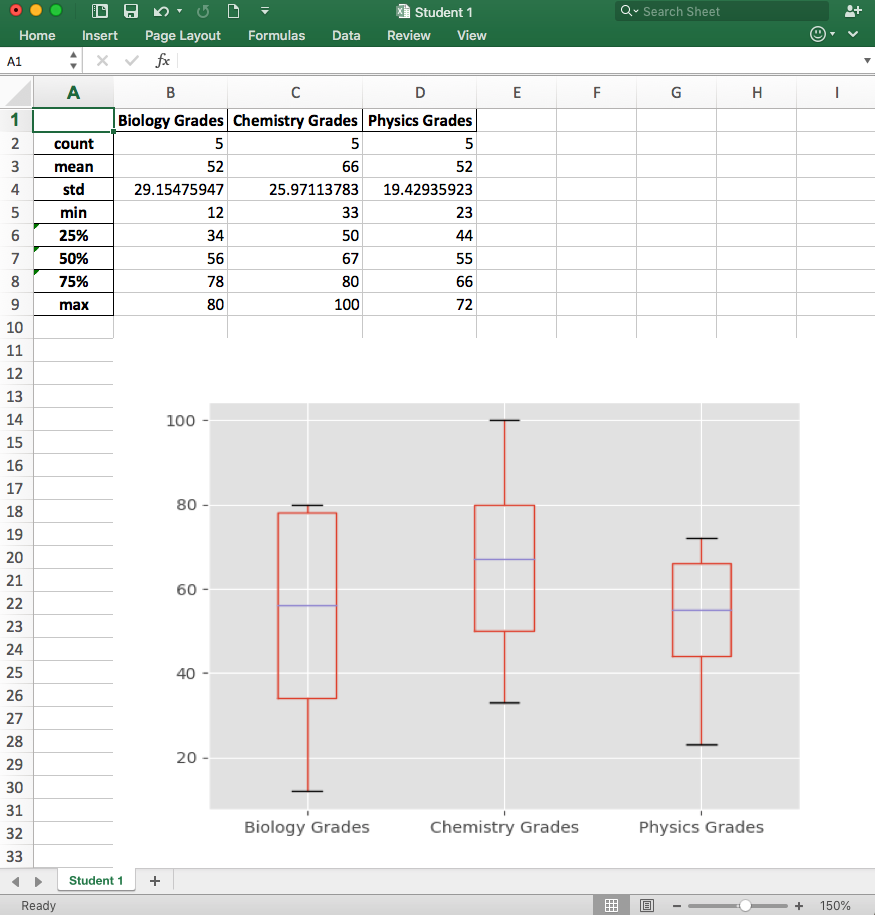 Student 1
Search Sheet
Home Insert Page Layout Formulas Data Review View
A1 fx
A B C D E F G H I
1 Biology Grades Chemistry Grades Physics Grades
2 count 5 5 5
3 mean 52 66 52
4 std 29.15475947 25.97113783 19.42935923
5 min 12 33 23
6 25% 34 50 44
7 50% 56 67 55
8 75% 78 80 66
9 max 80 100 72
10
11
12
13
14 100
15
16
17
18 80
19
20
21
22 60
23
24
25 40
26
27
28
29 20
30
31
32 Biology Grades Chemistry Grades Physics Grades
33
Student 1 +
Ready 150%